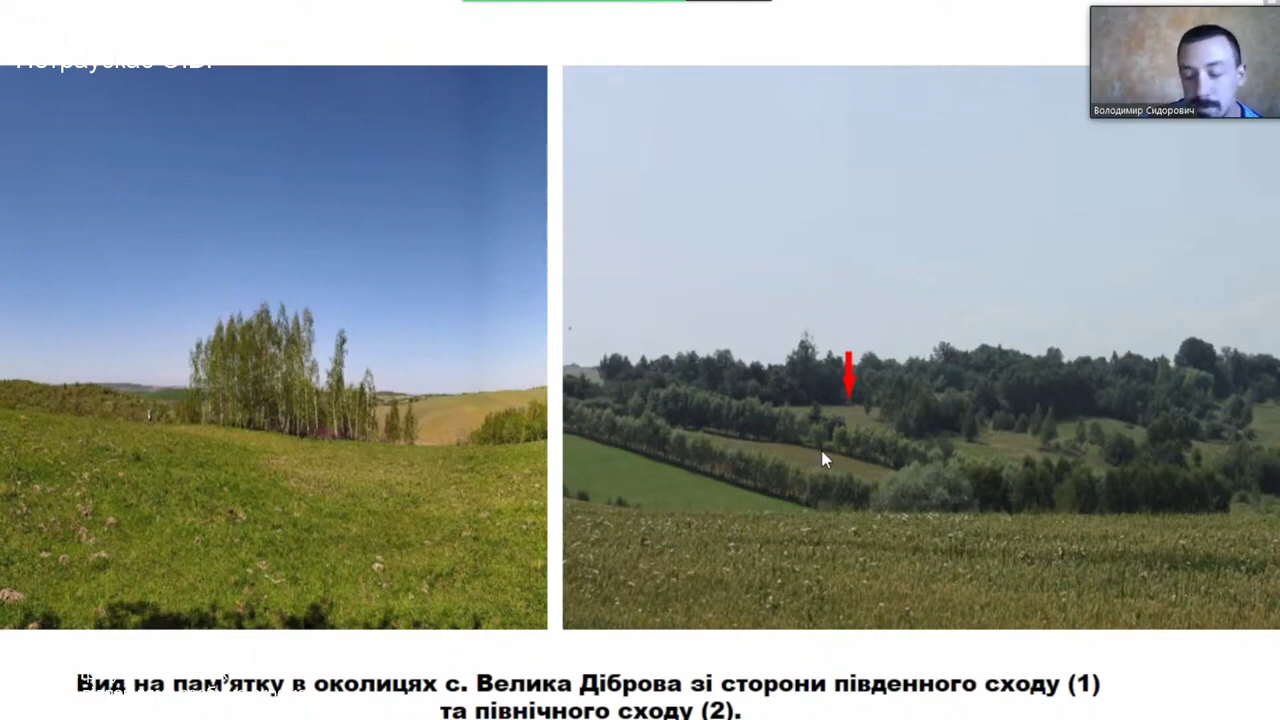 Володимир Сидорович
Вид на пам’ятку в околицях с. Велика Діброва зі сторони південного сходу (1)
та північного сходу (2).